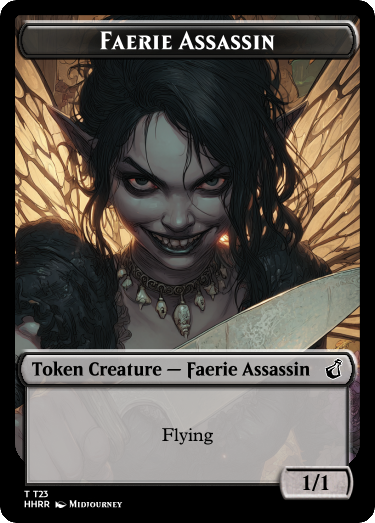 Faerie Assassin
Token Creature — Faerie Assassin
Flying
1/1
T T23
HHRR Midjourney